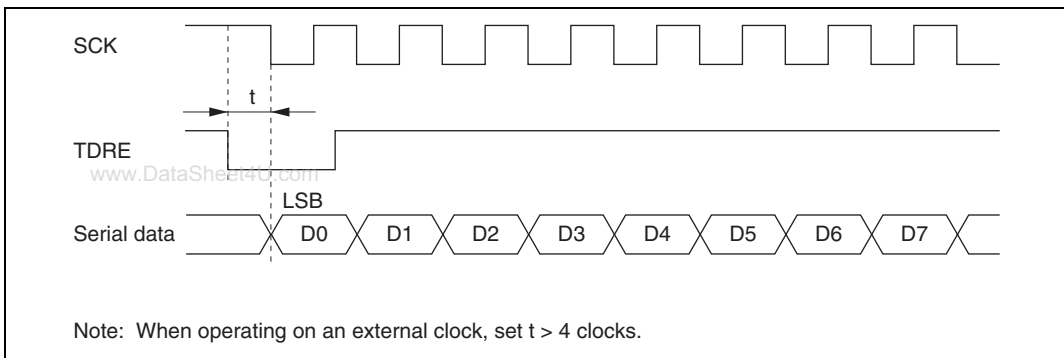 SCK
t
TDRE
www.DataSheet4U.com
LSB
Serial data D0 D1 D2 D3 D4 D5 D6 D7
Note: When operating on an external clock, set t > 4 clocks.